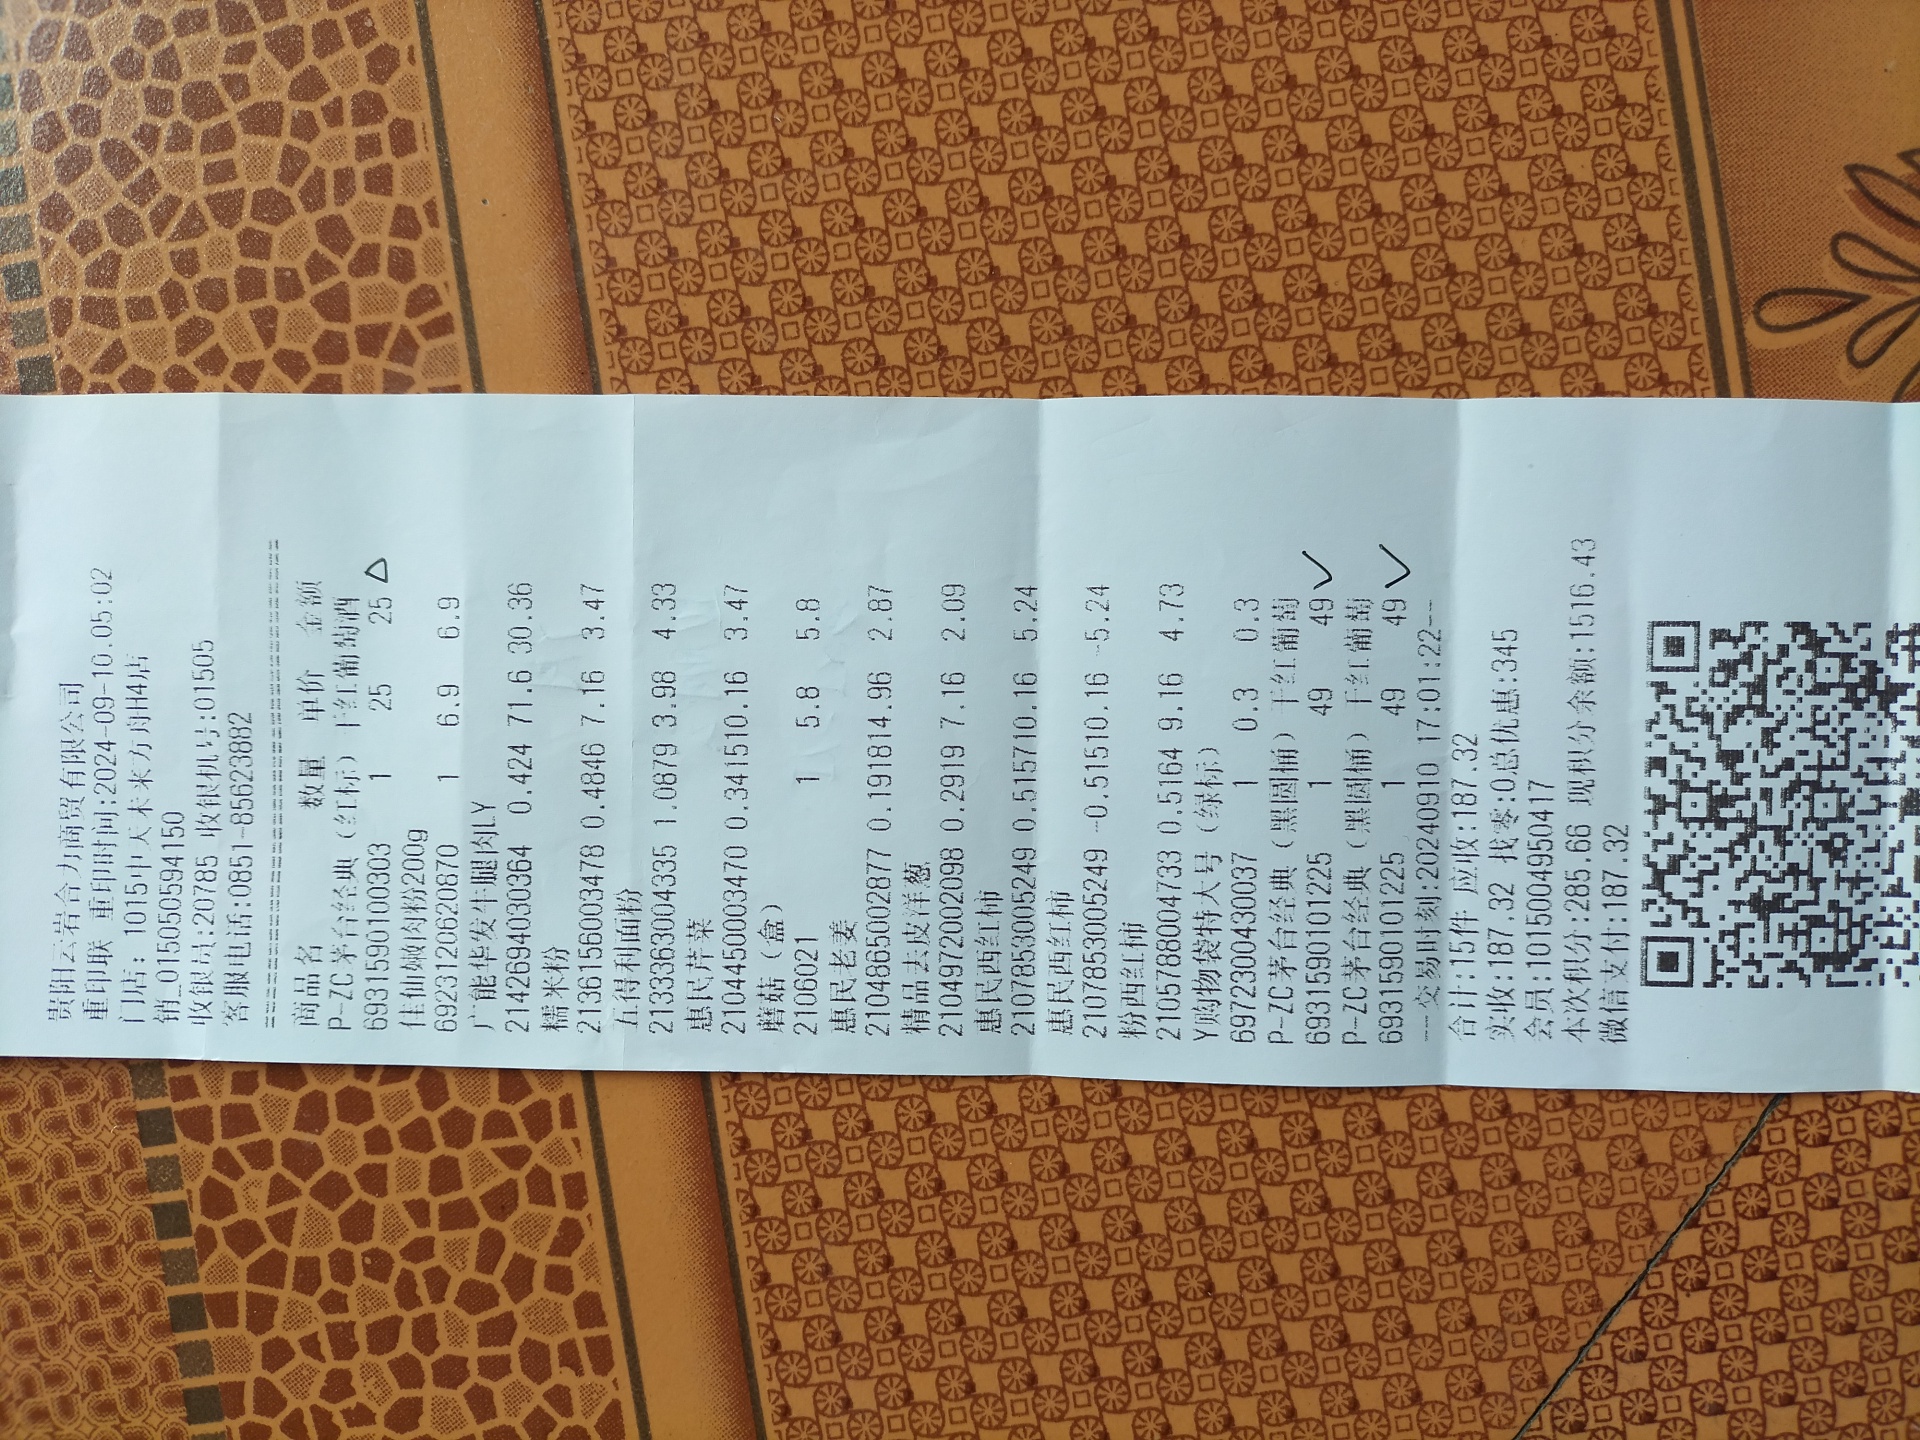 贵阳云岩合力商贸有限公司
重印联 重印时间:2024-09-10.05:02
门店: 1015中天未来方舟H4店
销_015050594150
收银员:20785 收银机号:01505
客服电话:0851-85623882
商品名 数量 单价 金额
P-ZC茅台经典（红标）干红葡萄酒
6931590100303 1 25 25
佳仙嫩肉粉200g
6923120620870 1 6.9 6.9
广能华发牛腿肉LY
2142694030364 0.424 71.6 30.36
糯米粉
2136156003478 0.4846 7.16 3.47
五得利面粉
2133363004335 1.0879 3.98 4.33
惠民芹菜
2104450003470 0.341510.16 3.47
蘑菇（盒）
2106021 1 5.8 5.8
惠民老姜
2104865002877 0.191814.96 2.87
精品去皮洋葱
2104972002098 0.2919 7.16 2.09
惠民西红柿
2107853005249 0.515710.16 5.24
惠民西红柿
2107853005249 -0.51510.16 -5.24
粉西红柿
2105788004733 0.5164 9.16 4.73
Y购物袋特大号（绿标）
6972300430037 1 0.3 0.3
P-ZC茅台经典（黑圆桶）干红葡萄
6931590101225 1 49 49
P-ZC茅台经典（黑圆桶）干红葡萄
6931590101225 1 49 49
---交易时刻:20240910 17:01:22--
合计:15件 应收:187.32
实收:187.32 找零:0总优惠:345
会员:1015004950417
本次积分:285.66 现积分余额:1516.43
微信支付:187.32